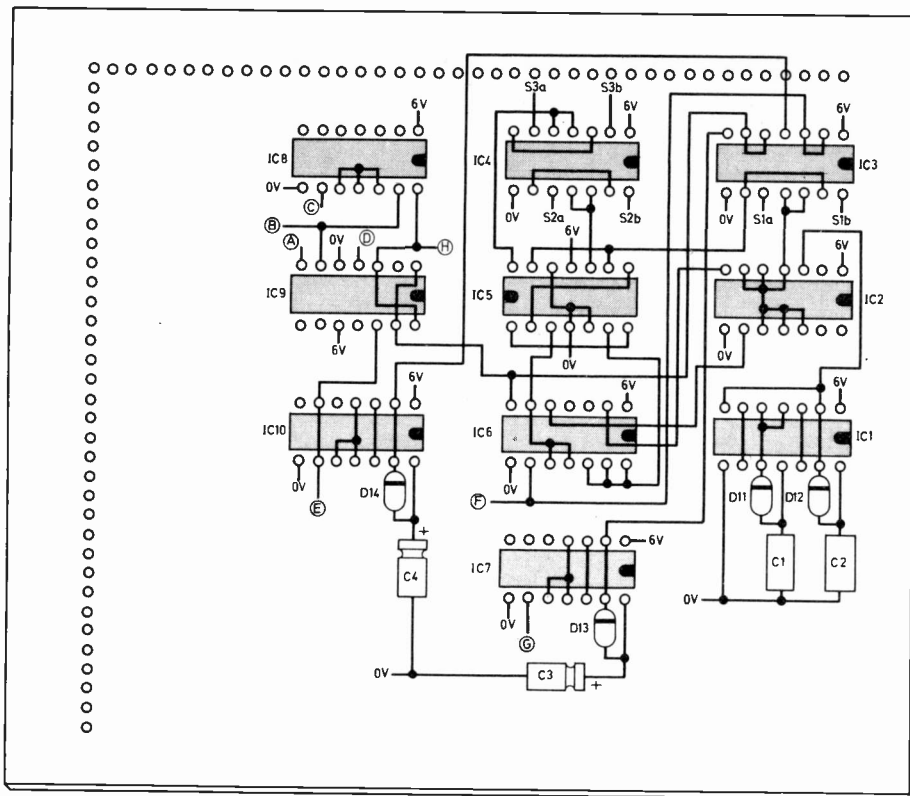 S3a S3b
6V 6V 6V
IC8 IC4 IC3
0V C 0V S2a S2b 0V S1a S1b
B
A 0V D H 6V 6V
IC9 IC5 IC2
6V 0V 0V
6V 6V 6V
IC10 IC6 IC1
0V D14 0V D11 D12
E F
+
C4 IC7 6V C1 C2
0V G D13 0V
0V C3 +